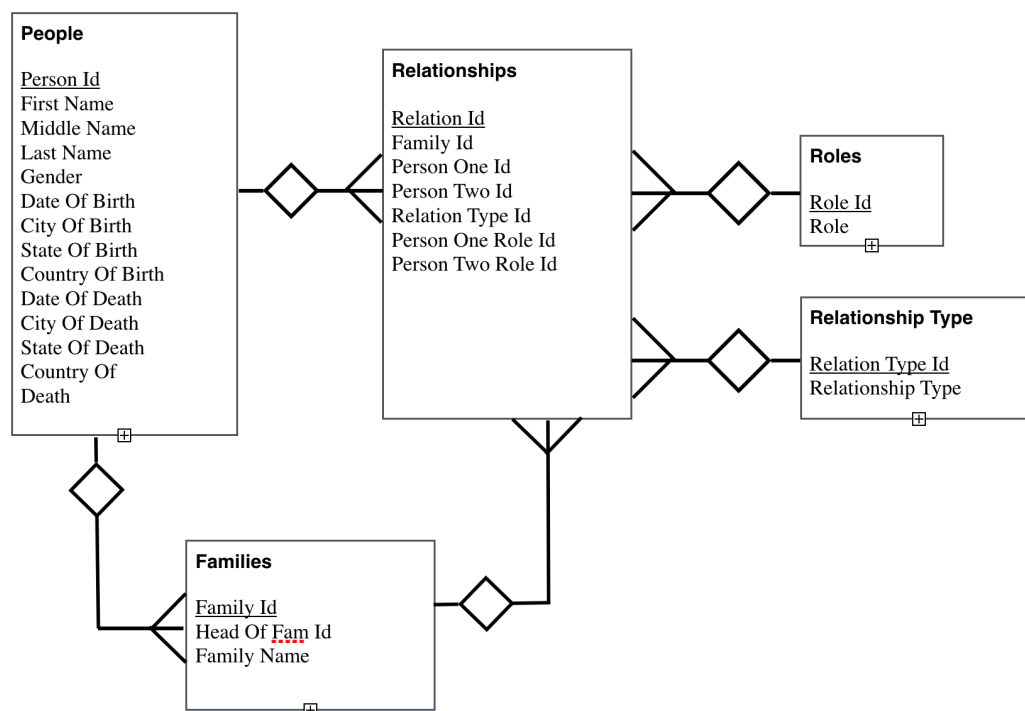 People
Person Id
First Name
Middle Name
Last Name
Gender
Date Of Birth
City Of Birth
State Of Birth
Country Of Birth
Date Of Death
City Of Death
State Of Death
Country Of
Death
Relationships
Relation Id
Family Id
Person One Id
Person Two Id
Relation Type Id
Person One Role Id
Person Two Role Id
Roles
Role Id
Role
Relationship Type
Relation Type Id
Relationship Type
Families
Family Id
Head Of Fam Id
Family Name